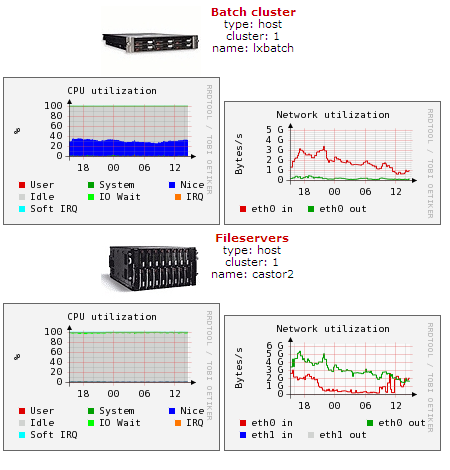 Batch cluster
type: host
cluster: 1
name: lxbatch
CPU utilization
100
80
60
40
20
0
%
18 00 06 12
User System Nice
Idle IO Wait IRQ
Soft IRQ
RRDTOOL / TOBI OETIKER
Network utilization
5 G
4 G
3 G
2 G
1 G
0
Bytes/s
18 00 06 12
eth0 in eth0 out
RRDTOOL / TOBI OETIKER
Fileservers
type: host
cluster: 1
name: castor2
CPU utilization
100
80
60
40
20
0
%
18 00 06 12
User System Nice
Idle IO Wait IRQ
Soft IRQ
RRDTOOL / TOBI OETIKER
Network utilization
6 G
5 G
4 G
3 G
2 G
1 G
0
Bytes/s
18 00 06 12
eth0 in eth0 out
eth1 in eth1 out
RRDTOOL / TOBI OETIKER